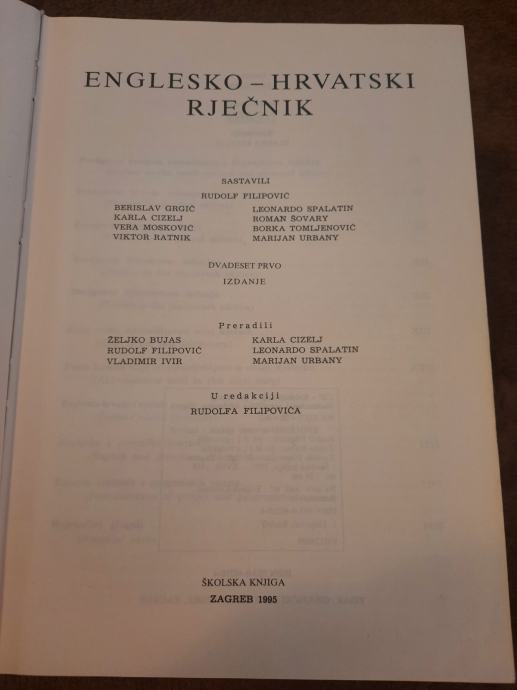 ENGLESKO – HRVATSKI
RJEČNIK
SASTAVILI
RUDOLF FILIPOVIĆ
BERISLAV GRGIĆ LEONARDO SPALATIN
KARLA CIZELJ ROMAN ŠOVARY
VERA MOSKOVIĆ BORKA TOMLJENOVIĆ
VIKTOR RATNIK MARIJAN URBANY
DVADESET PRVO
IZDANJE
Preradili
ŽELJKO BUJAS KARLA CIZELJ
RUDOLF FILIPOVIĆ LEONARDO SPALATIN
VLADIMIR IVIR MARIJAN URBANY
U redakciji
RUDOLFA FILIPOVIĆA
ŠKOLSKA KNJIGA
ZAGREB 1995